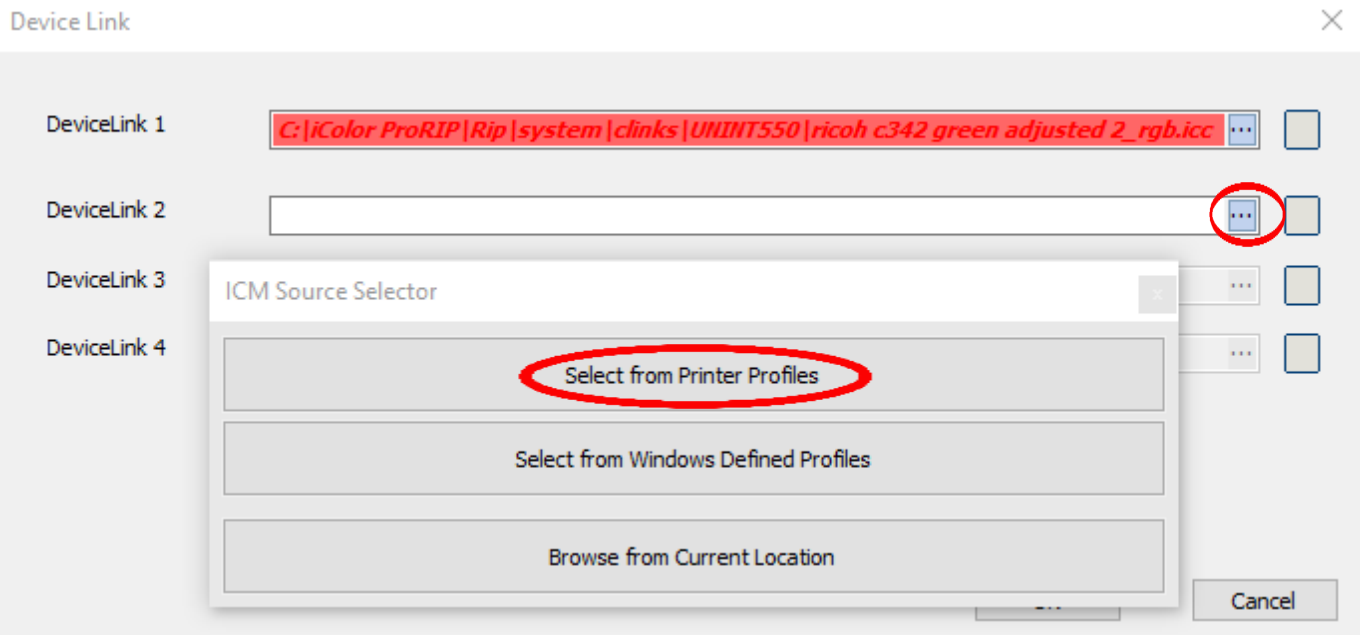 Device Link
DeviceLink 1
C:|iColor ProRIP|Rip|system|clinks|UNINT550|ricoh c342 green adjusted 2_rgb.icc ...
DeviceLink 2
...
DeviceLink 3
...
DeviceLink 4
...
ICM Source Selector
x
Select from Printer Profiles
Select from Windows Defined Profiles
Browse from Current Location
Cancel